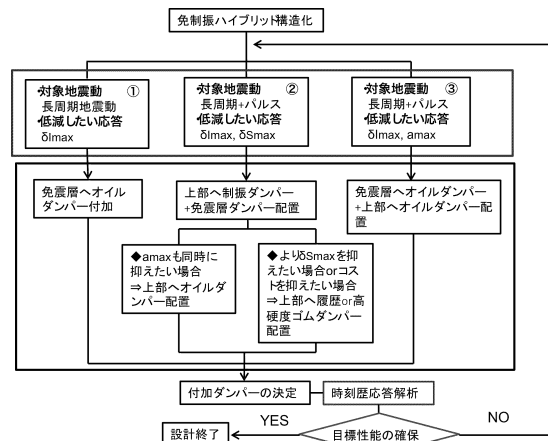 免制振ハイブリッド構造化
・対象地震動 ①
長周期地震動
・低減したい応答
δImax
・対象地震動 ②
長周期+パルス
・低減したい応答
δImax, δSmax
・対象地震動 ③
長周期+パルス
・低減したい応答
δImax, amax
免震層へオイル
ダンパー付加
上部へ制振ダンパー
+免震層ダンパー配置
免震層へオイルダンパー
+上部へオイルダンパー配
置
◆amaxも同時に
抑えたい場合
⇒上部へオイルダ
ンパー配置
◆よりδSmaxを抑
えたい場合orコス
トを抑えたい場合
⇒上部へ履歴or高
硬度ゴムダンパー
配置
付加ダンパーの決定
時刻歴応答解析
設計終了
YES
目標性能の確保
NO